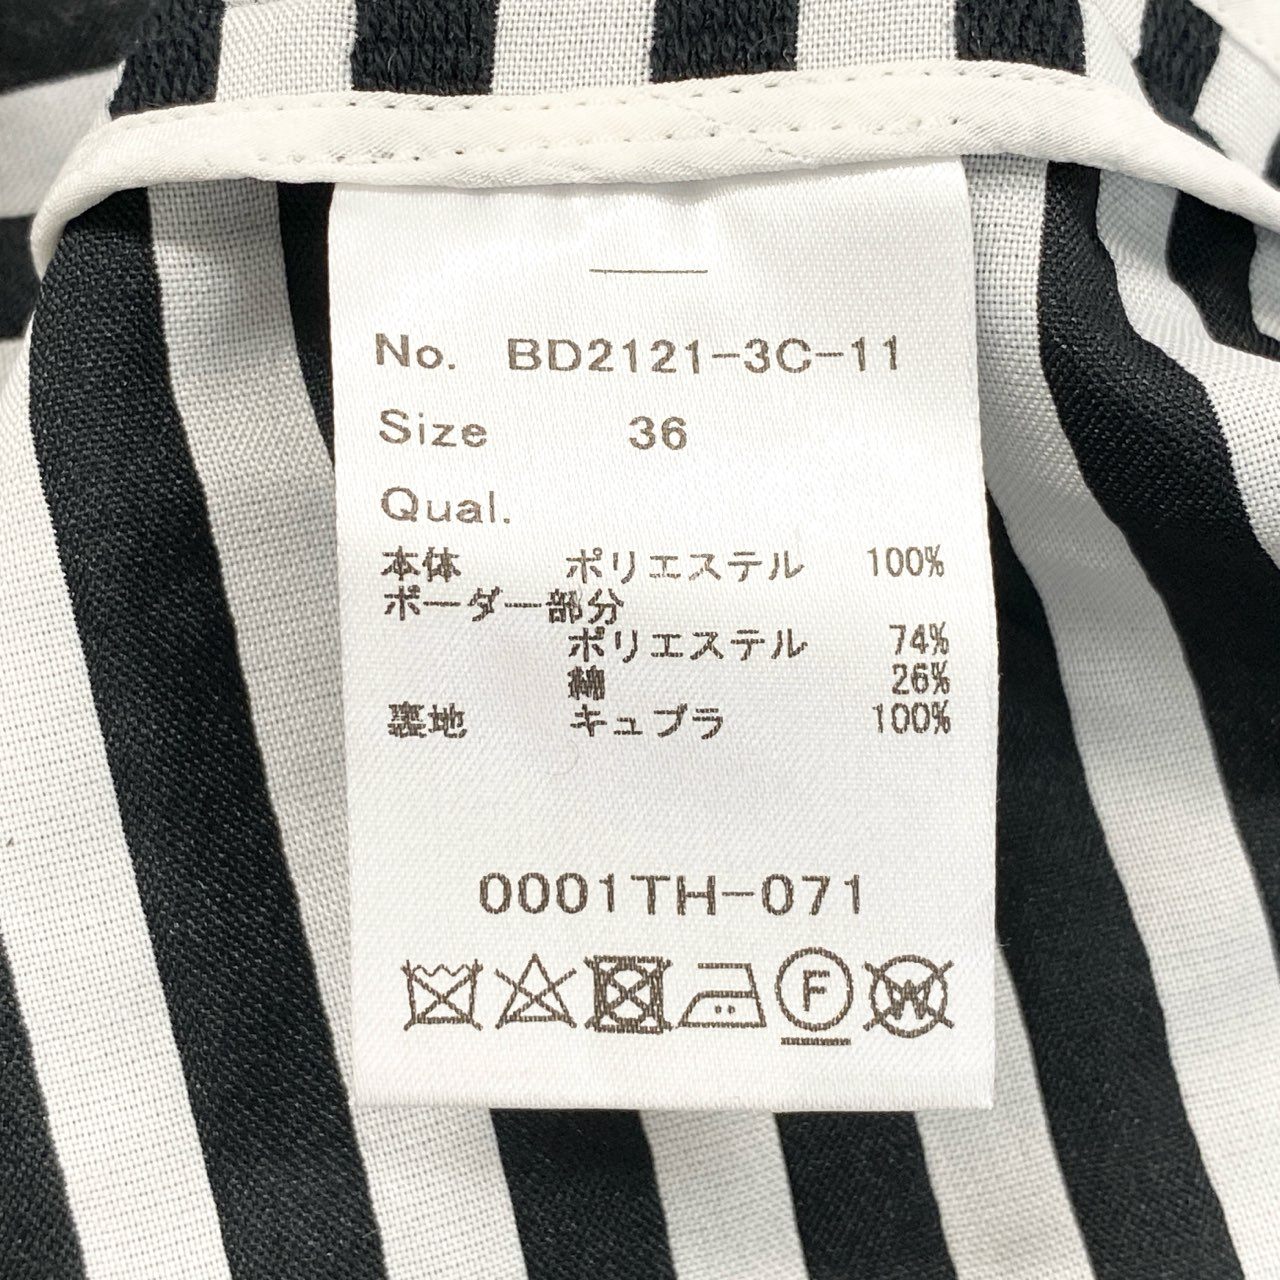 No. BD2121-3C-11
Size 36
Qual.
本体 ポリエステル 100%
ボーダー部分
ポリエステル 74%
綿 26%
裏地 キュプラ 100%
0001TH-071
F W